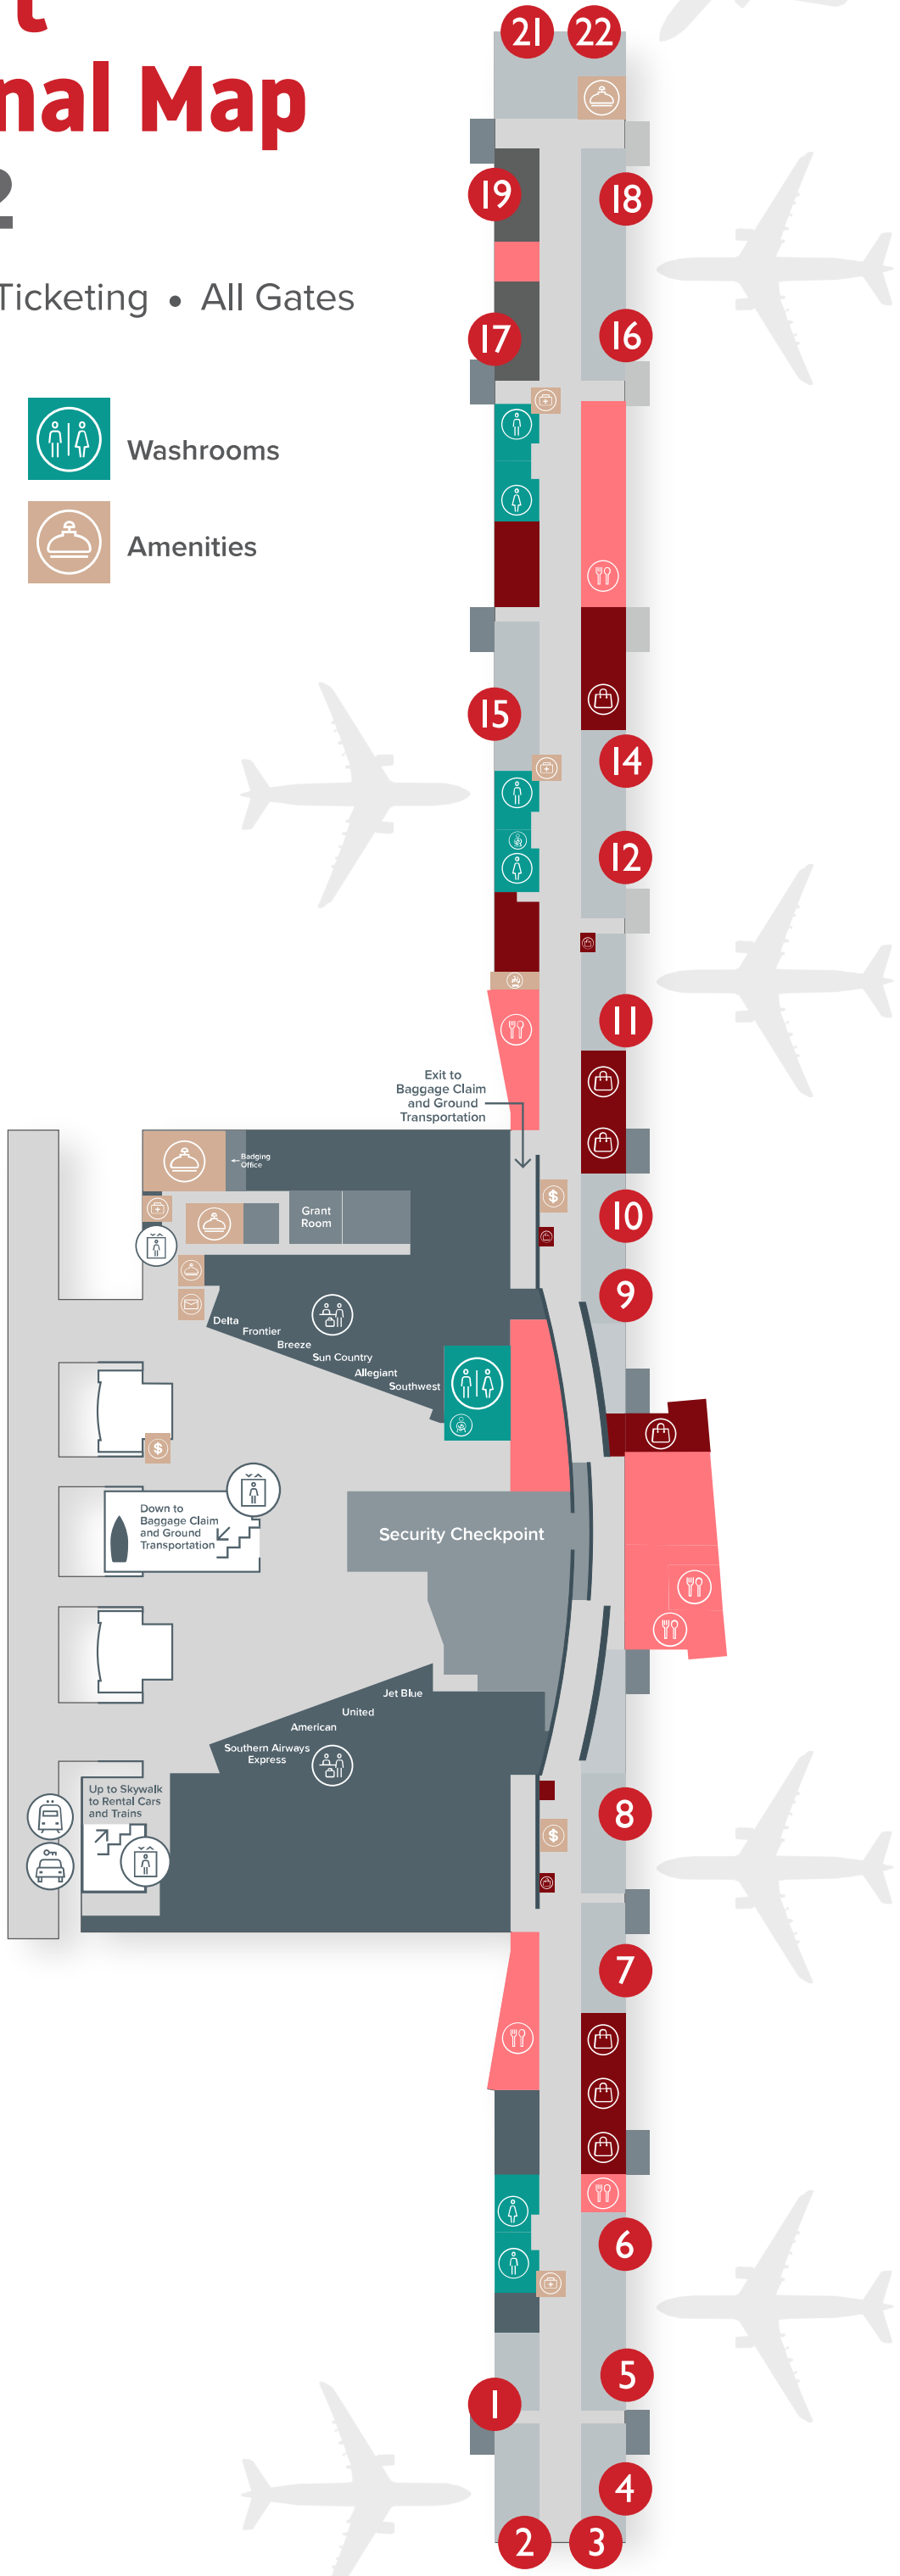 t
nal Map
2
Ticketing • All Gates
Washrooms
Amenities
21
22
19
18
17
16
15
14
12
11
Exit to
Baggage Claim
and Ground
Transportation
Badging
Office
$
Grant
Room
10
9
Delta
Frontier
Breeze
Sun Country
Allegiant
Southwest
$
Down to
Baggage Claim
and Ground
Transportation
Security Checkpoint
Jet Blue
United
American
Southern Airways
Express
Up to Skywalk
to Rental Cars
and Trains
8
$
7
6
5
1
4
2
3